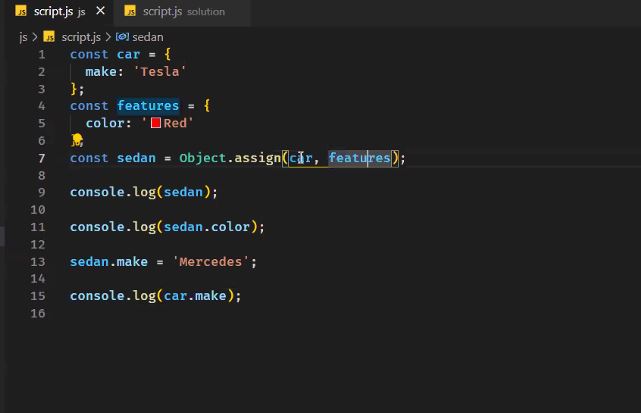 JS script.js js ×
JS script.js solution
js > JS script.js > sedan
1 const car = {
2 make: 'Tesla'
3 };
4 const features = {
5 color: 'Red'
6 };
7 const sedan = Object.assign(car, features);
8
9 console.log(sedan);
10
11 console.log(sedan.color);
12
13 sedan.make = 'Mercedes';
14
15 console.log(car.make);
16